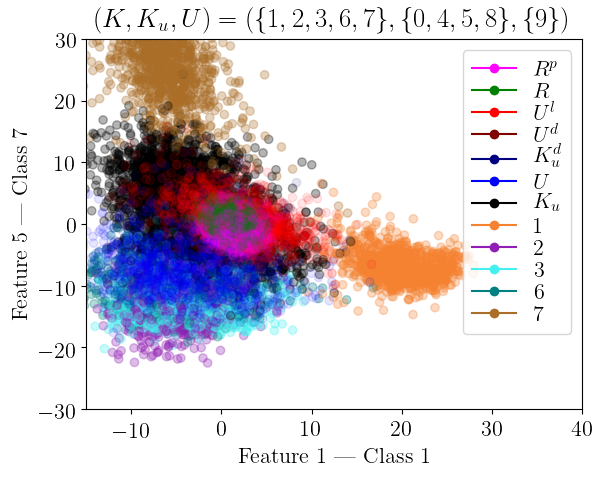 (K, K_u, U) = ({1, 2, 3, 6, 7}, {0, 4, 5, 8}, {9})
30
20
10
0
−10
−20
−30
Feature 5 — Class 7
−10
0
10
20
30
40
Feature 1 — Class 1
R^p
R
U^l
U^d
K_u^d
U
K_u
1
2
3
6
7